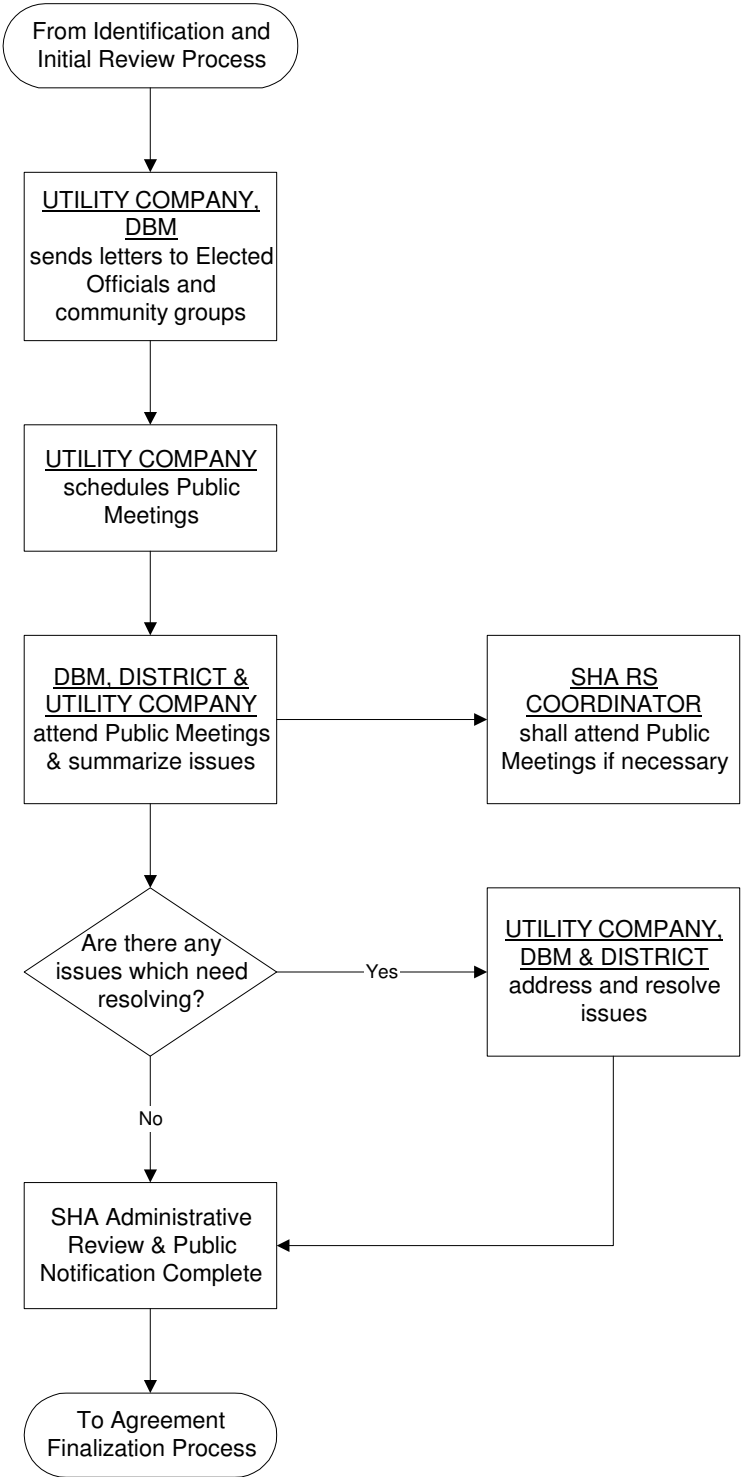 From Identification and
Initial Review Process
UTILITY COMPANY,
DBM
sends letters to Elected
Officials and
community groups
UTILITY COMPANY
schedules Public
Meetings
DBM, DISTRICT &
UTILITY COMPANY
attend Public Meetings
& summarize issues
SHA RS
COORDINATOR
shall attend Public
Meetings if necessary
Are there any
issues which need
resolving?
Yes
UTILITY COMPANY,
DBM & DISTRICT
address and resolve
issues
No
SHA Administrative
Review & Public
Notification Complete
To Agreement
Finalization Process